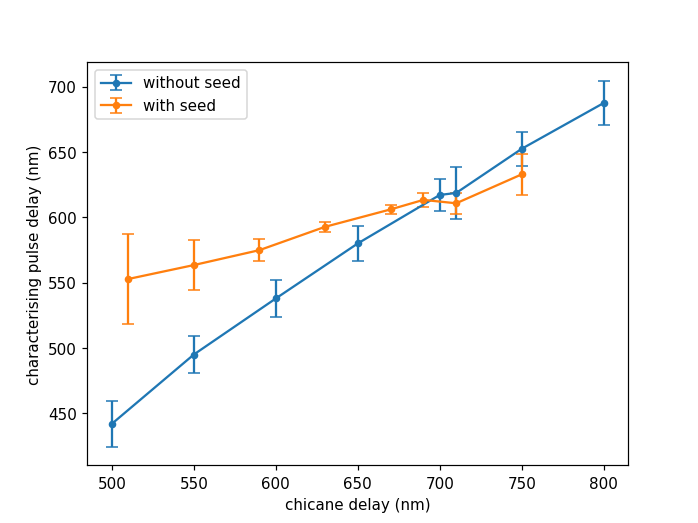 without seed
with seed
700
650
600
550
500
450
characterising pulse delay (nm)
500 550 600 650 700 750 800
chicane delay (nm)